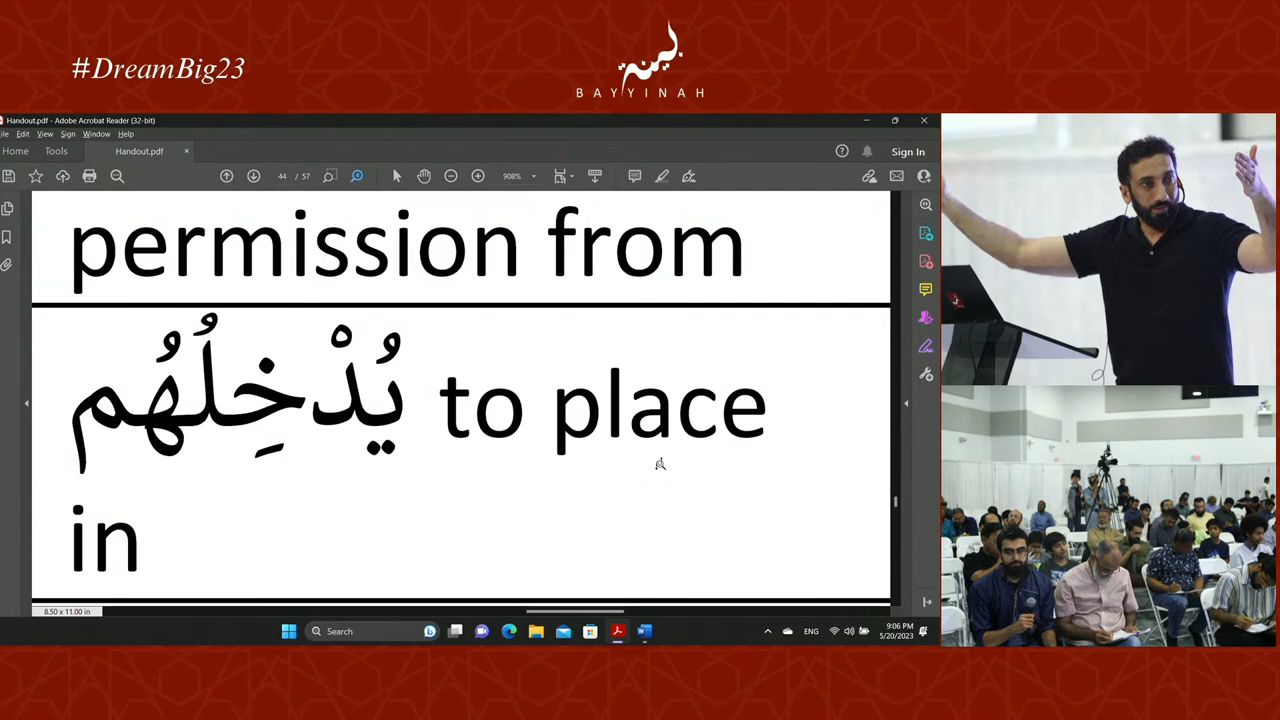 #DreamBig23
بينة
BAYYINAH
Handout.pdf - Adobe Acrobat Reader (32-bit)
ile Edit View Sign Window Help
Home Tools Handout.pdf × Sign In
44 / 57 908%
permission from
يُدْخِلُهُم to place
in
8.50 x 11.00 in
Search
ENG
9:06 PM
5/20/2023